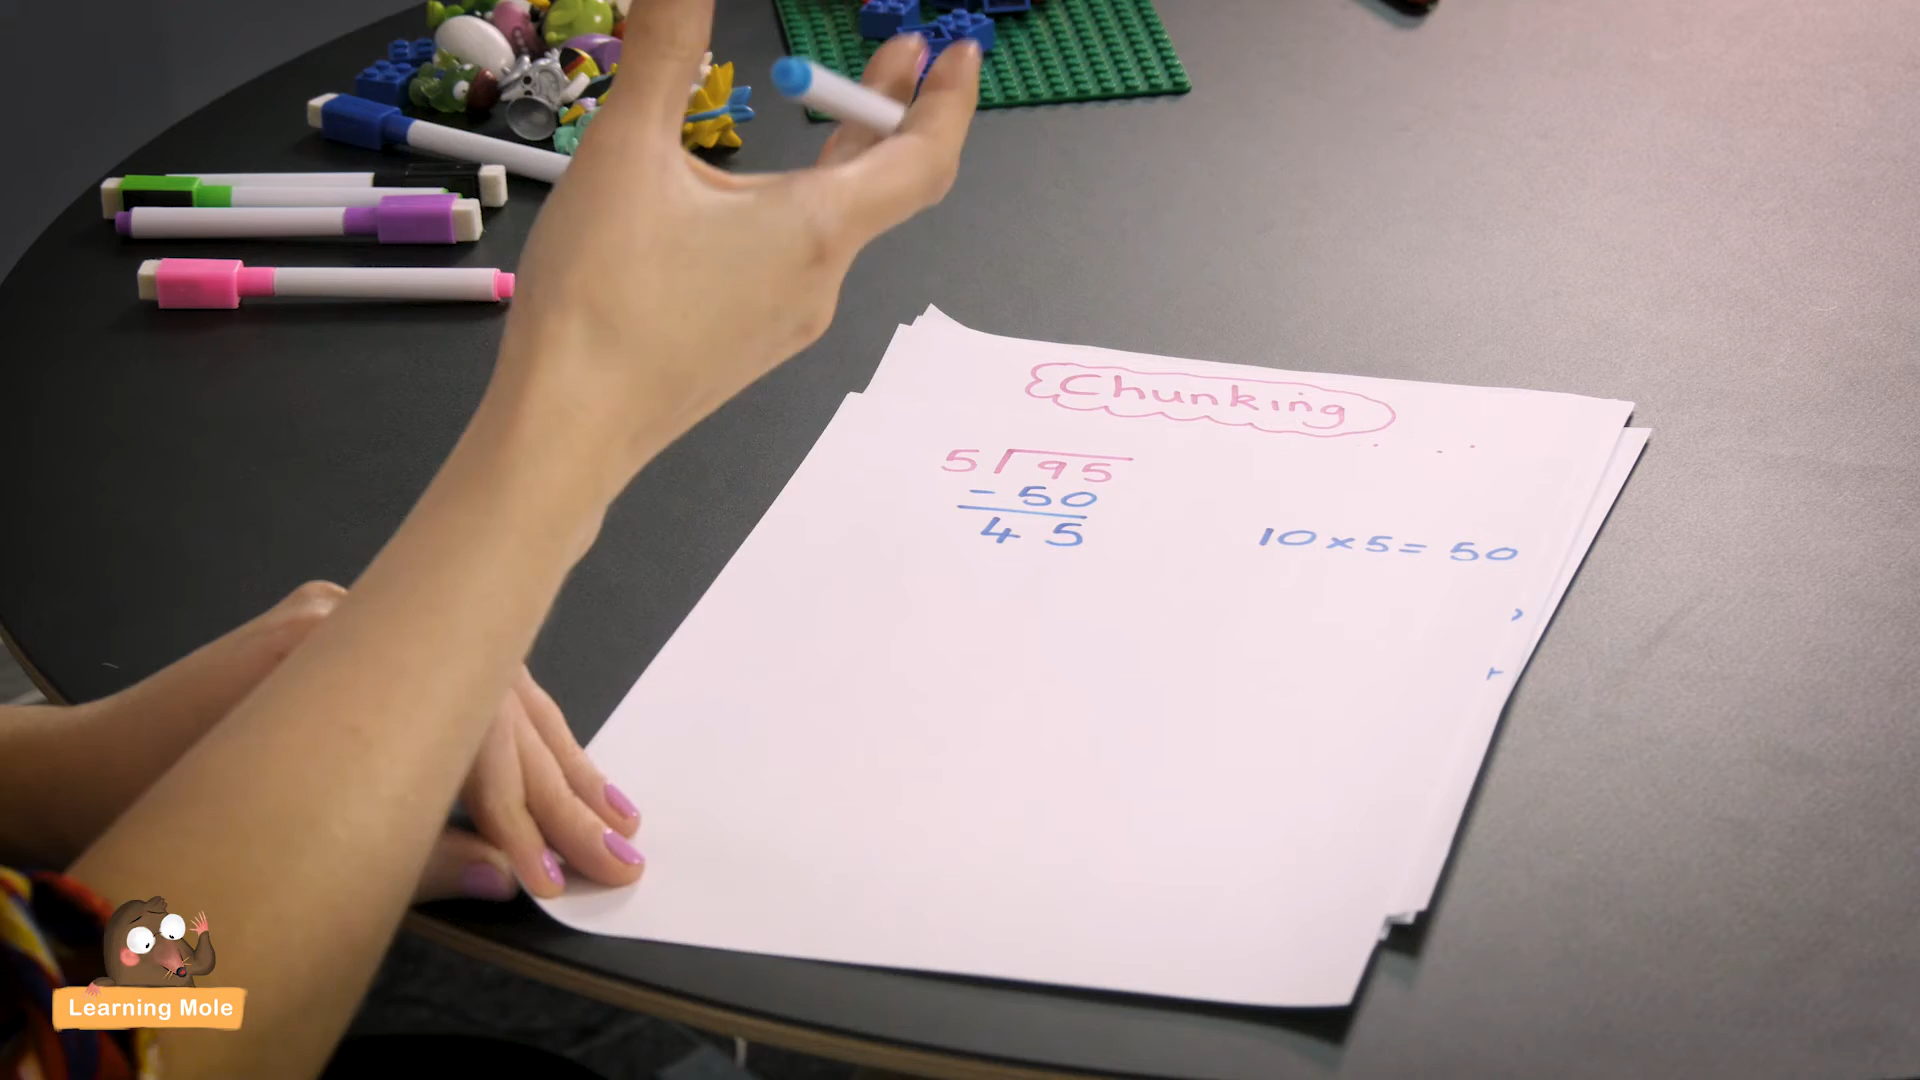 Chunking
5 95
- 50
45
10 x 5 = 50
Learning Mole